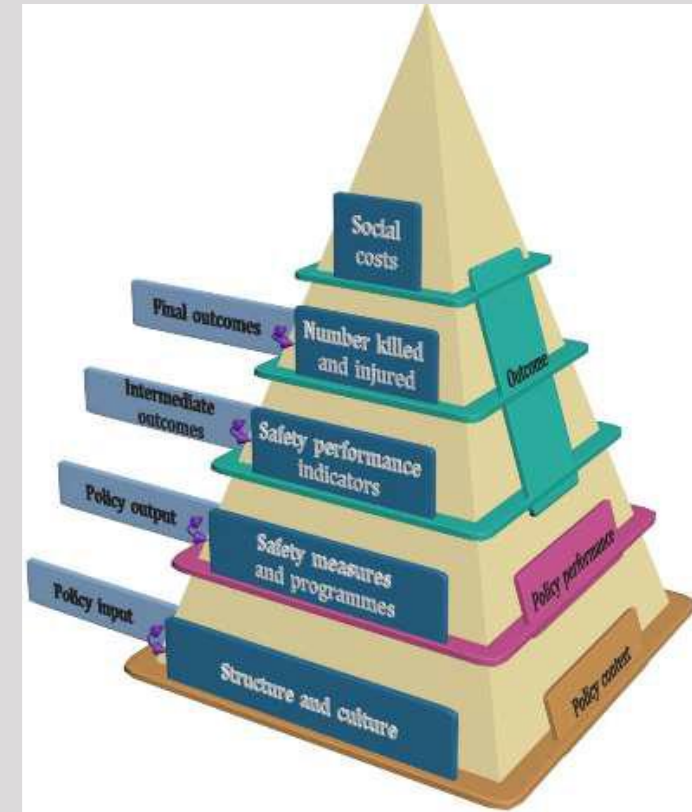 Social
costs
Final outcomes
Number killed
and injured
Outcome
Intermediate
outcomes
Safety performance
indicators
Policy output
Safety measures
and programmes
Policy performance
Policy input
Structure and culture
Policy content